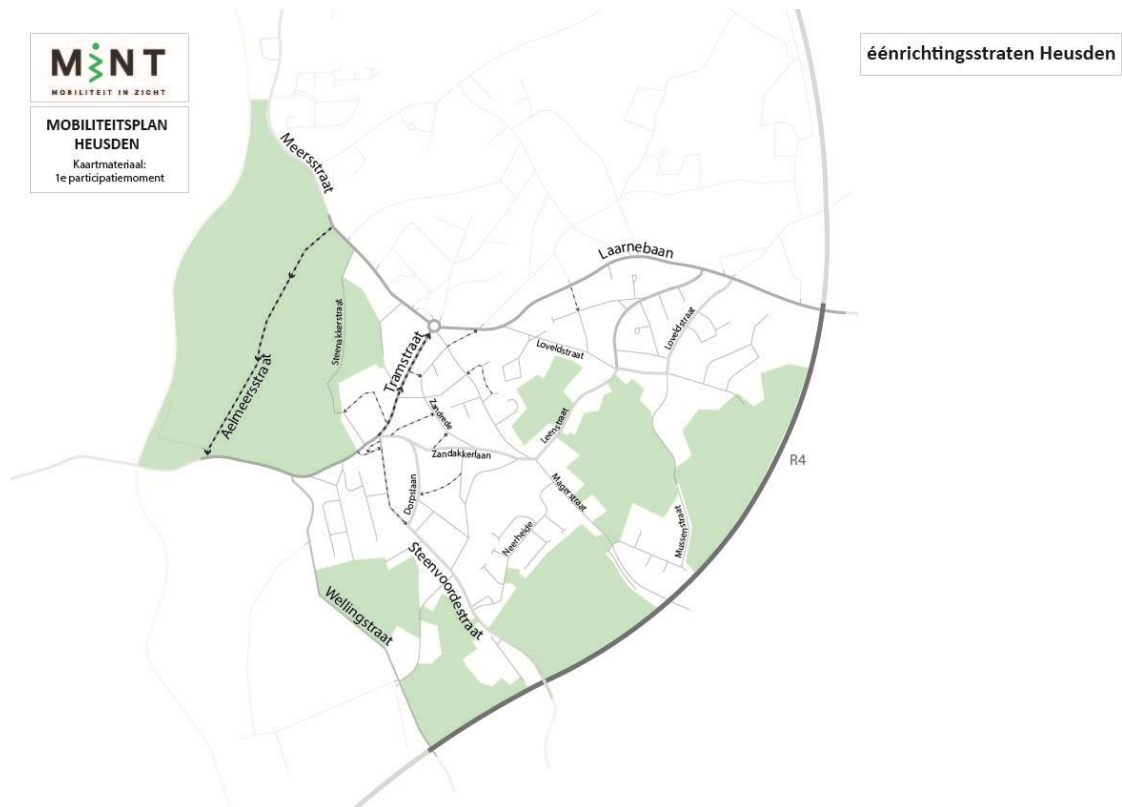 MiNT
MOBILITEIT IN ZICHT
MOBILITEITSPLAN
HEUSDEN
Kaartmateriaal:
1e participatiemoment
éénrichtingsstraten Heusden
Meersstraat
Laarnebaan
Steenakkerstraat
Tramstraat
Loveldstraat
Loveldstraat
Aelmeersstraat
Zandrede
Leenstraat
Zandakkerlaan
R4
Dorpslaan
Magerstraat
Neerheide
Mussenstraat
Steenvoordestraat
Wellingstraat